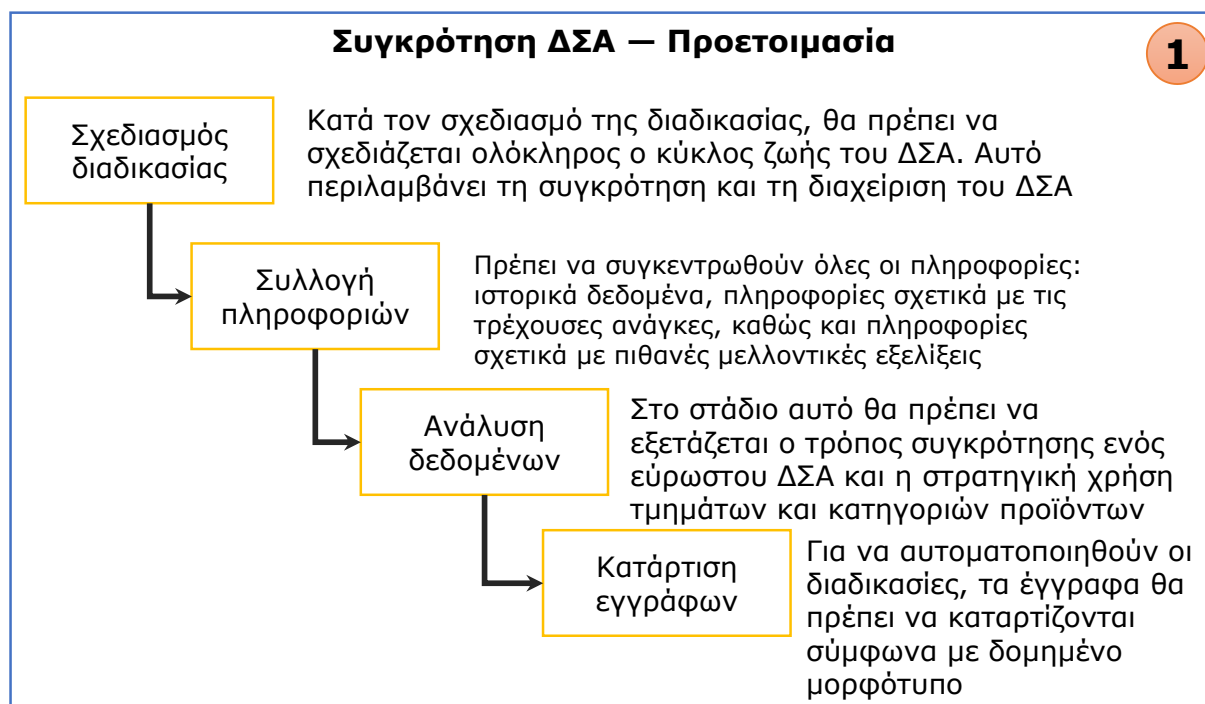 Συγκρότηση ΔΣΑ — Προετοιμασία
1
Σχεδιασμός
διαδικασίας
Κατά τον σχεδιασμό της διαδικασίας, θα πρέπει να
σχεδιάζεται ολόκληρος ο κύκλος ζωής του ΔΣΑ. Αυτό
περιλαμβάνει τη συγκρότηση και τη διαχείριση του ΔΣΑ
Συλλογή
πληροφοριών
Πρέπει να συγκεντρωθούν όλες οι πληροφορίες:
ιστορικά δεδομένα, πληροφορίες σχετικά με τις
τρέχουσες ανάγκες, καθώς και πληροφορίες
σχετικά με πιθανές μελλοντικές εξελίξεις
Ανάλυση
δεδομένων
Στο στάδιο αυτό θα πρέπει να
εξετάζεται ο τρόπος συγκρότησης ενός
εύρωστου ΔΣΑ και η στρατηγική χρήση
τμημάτων και κατηγοριών προϊόντων
Κατάρτιση
εγγράφων
Για να αυτοματοποιηθούν οι
διαδικασίες, τα έγγραφα θα
πρέπει να καταρτίζονται
σύμφωνα με δομημένο
μορφότυπο